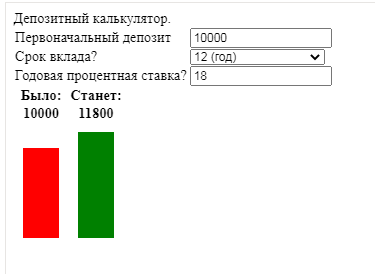 Депозитный калькулятор.
Первоначальный депозит 10000
Срок вклада? 12 (год)
Годовая процентная ставка? 18
Было: Станет:
10000 11800